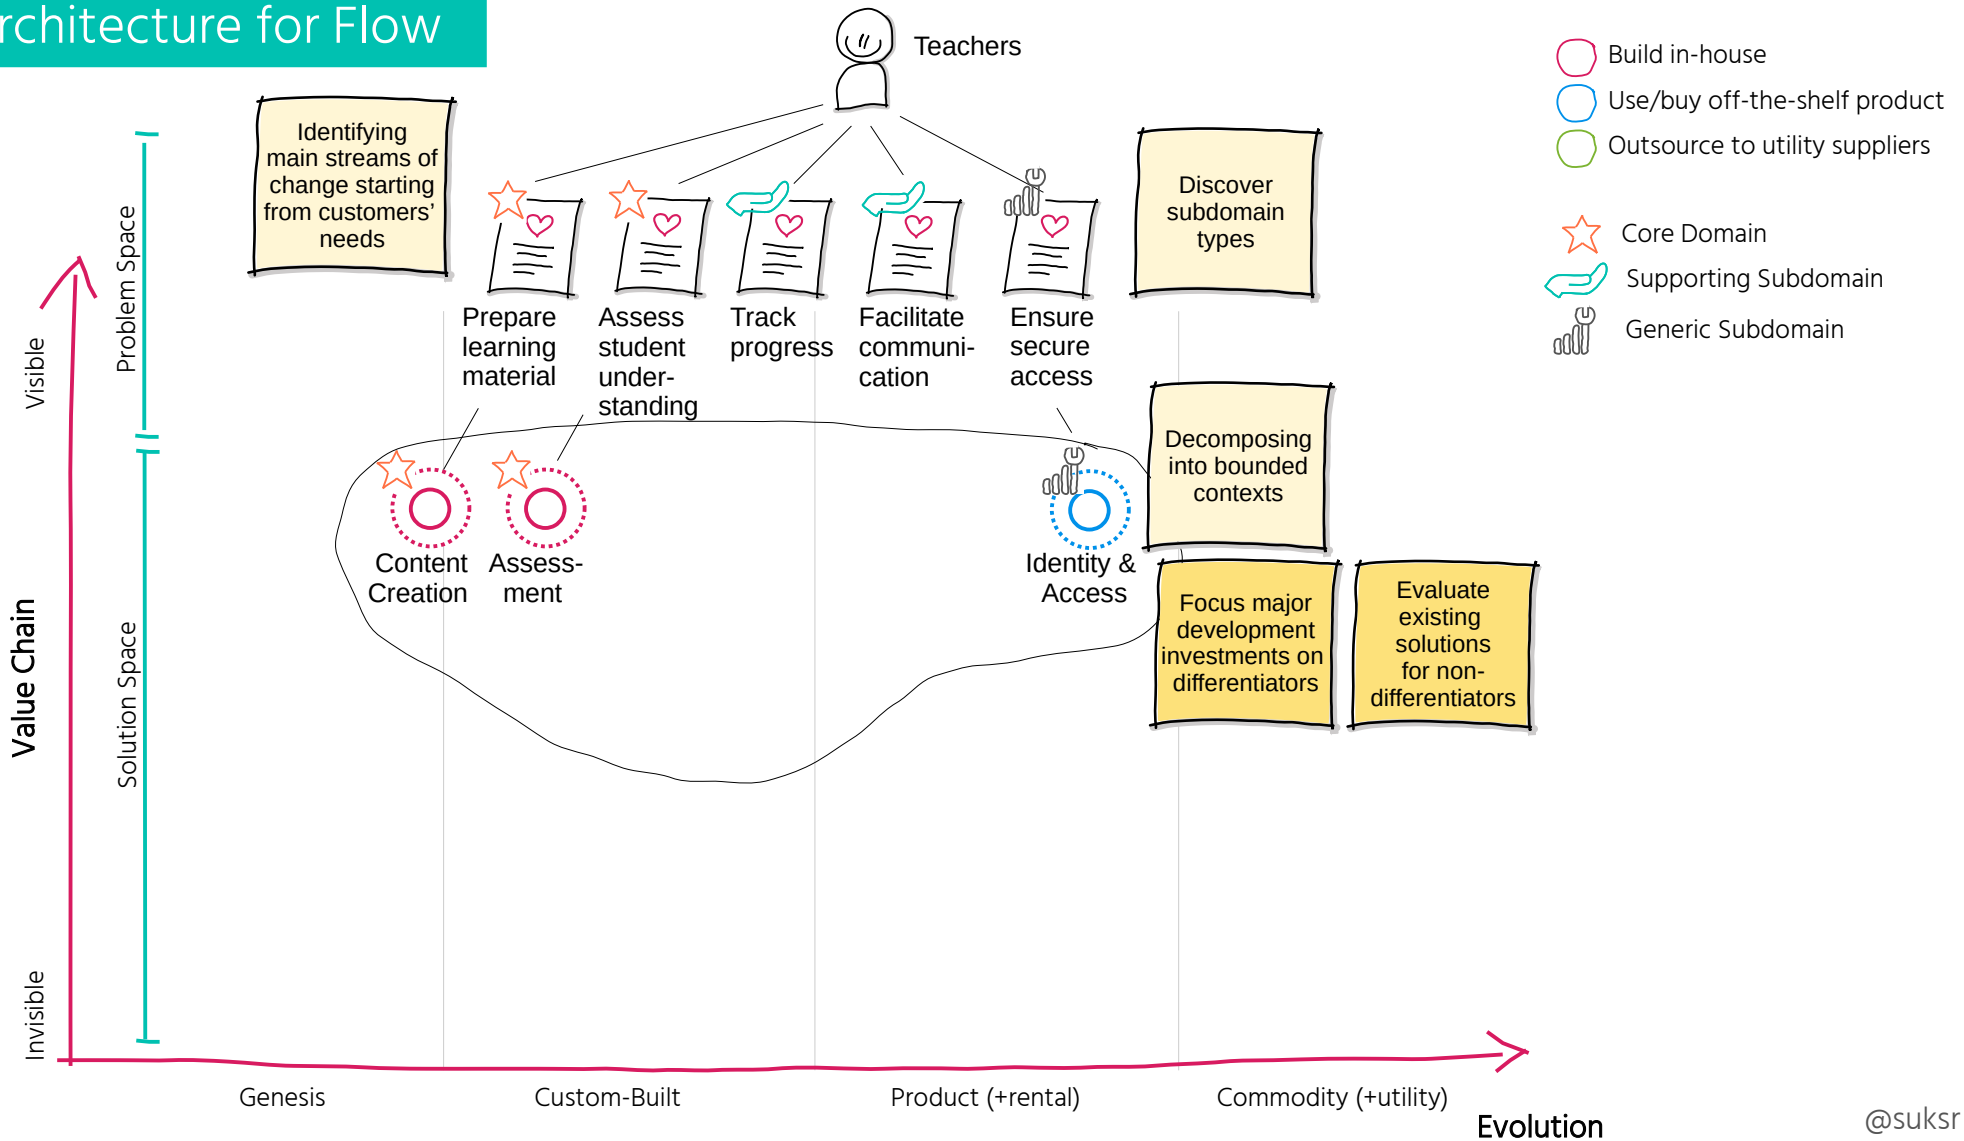 rchitecture for Flow
Teachers
Build in-house
Use/buy off-the-shelf product
Outsource to utility suppliers
Core Domain
Supporting Subdomain
Generic Subdomain
Identifying
main streams of
change starting
from customers’
needs
Discover
subdomain
types
Prepare
learning
material
Assess
student
under-
standing
Track
progress
Facilitate
communi-
cation
Ensure
secure
access
Decomposing
into bounded
contexts
Content
Creation
Assess-
ment
Identity &
Access
Focus major
development
investments on
differentiators
Evaluate
existing
solutions
for non-
differentiators
Visible
Problem Space
Value Chain
Solution Space
Invisible
Genesis
Custom-Built
Product (+rental)
Commodity (+utility)
Evolution
@suksr